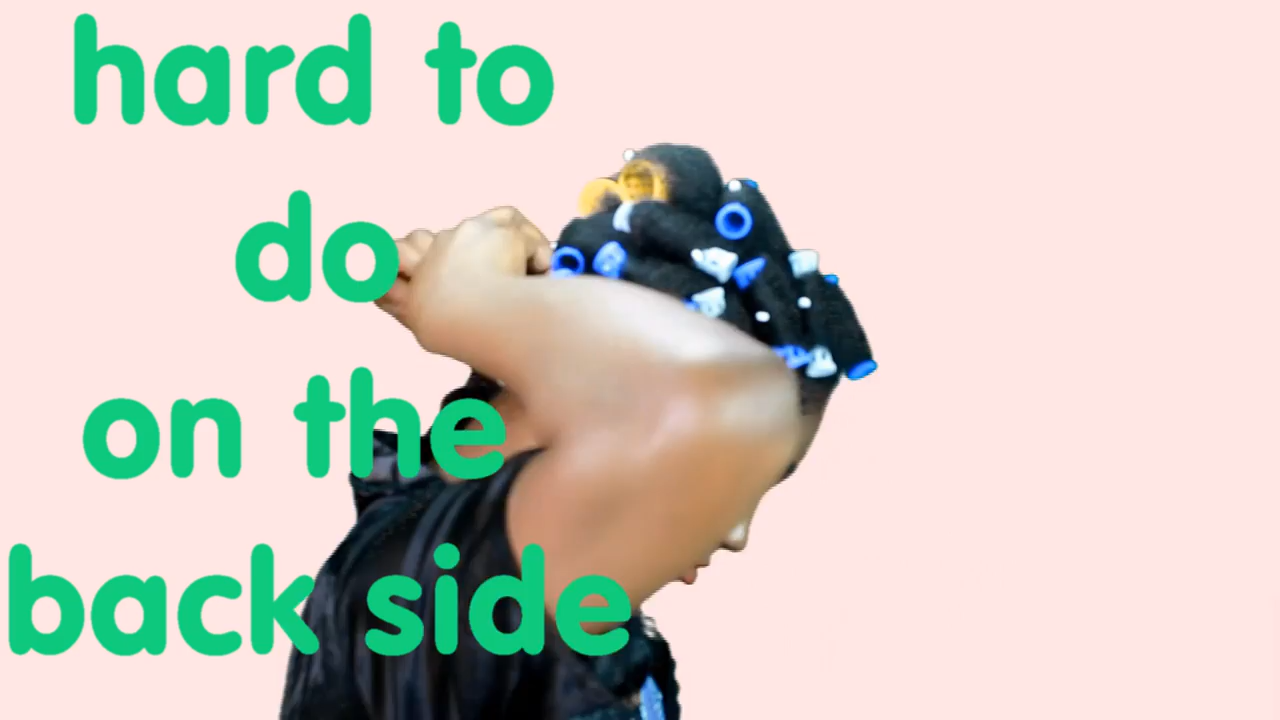 hard to
do
on the
back side